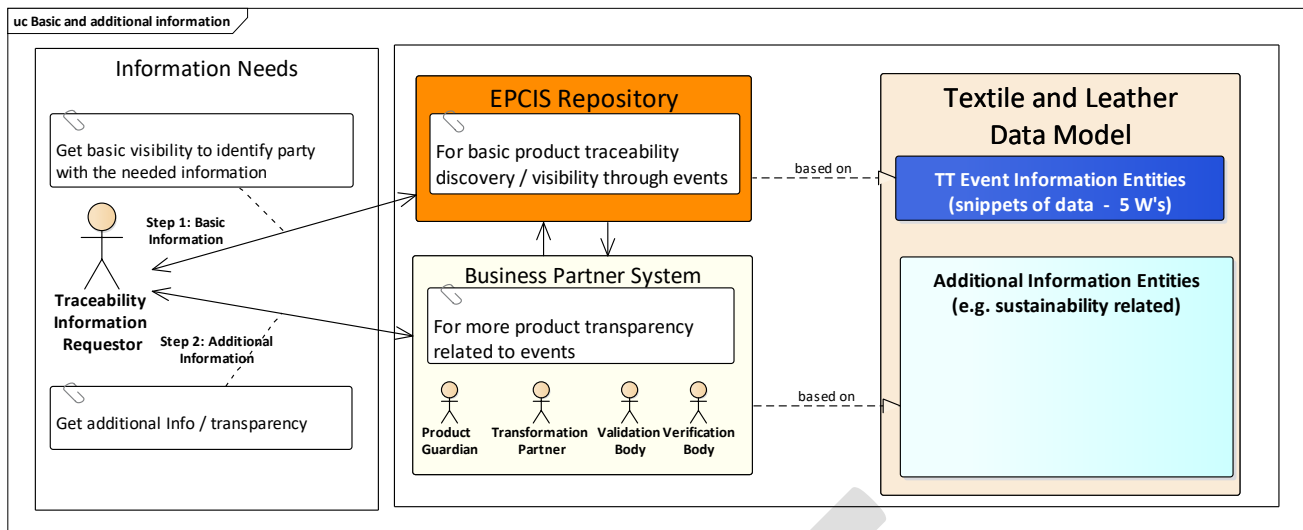 uc Basic and additional information
Information Needs
Get basic visibility to identify party
with the needed information
Step 1: Basic
Information
Traceability
Information
Requestor
Step 2: Additional
Information
Get additional Info / transparency
EPCIS Repository
For basic product traceability
discovery / visibility through events
Business Partner System
For more product transparency
related to events
Product
Guardian
Transformation
Partner
Validation
Body
Verification
Body
based on
based on
Textile and Leather
Data Model
TT Event Information Entities
(snippets of data - 5 W's)
Additional Information Entities
(e.g. sustainability related)